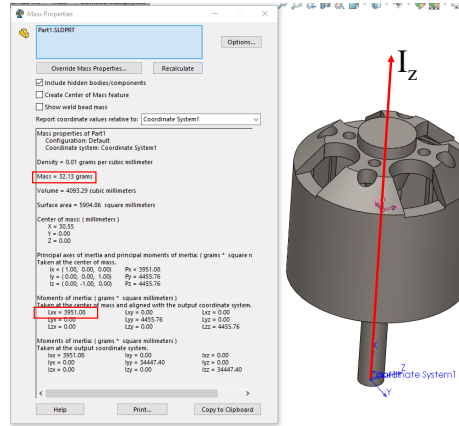 Mass Properties
Part1.SLDPRT
Options...
Override Mass Properties... Recalculate
Include hidden bodies/components
Create Center of Mass feature
Show weld bead mass
Report coordinate values relative to: Coordinate System1
Mass properties of Part1
Configuration: Default
Coordinate system: Coordinate System1
Density = 0.01 grams per cubic millimeter
Mass = 32.13 grams
Volume = 4093.29 cubic millimeters
Surface area = 5904.86 square millimeters
Center of mass: ( millimeters )
X = 30.55
Y = 0.00
Z = 0.00
Principal axes of inertia and principal moments of inertia: ( grams * square n
Taken at the center of mass.
Ix = ( 1.00, 0.00, 0.00) Px = 3951.08
Iy = ( 0.00, 0.00, 1.00) Py = 4455.76
Iz = ( 0.00, -1.00, 0.00) Pz = 4455.76
Moments of inertia: ( grams * square millimeters )
Taken at the center of mass and aligned with the output coordinate system.
Lxx = 3951.08 Lxy = 0.00 Lxz = 0.00
Lyx = 0.00 Lyy = 4455.76 Lyz = 0.00
Lzx = 0.00 Lzy = 0.00 Lzz = 4455.76
Moments of inertia: ( grams * square millimeters )
Taken at the output coordinate system.
Ixx = 3951.08 Ixy = 0.00 Ixz = 0.00
Iyx = 0.00 Iyy = 34447.40 Iyz = 0.00
Izx = 0.00 Izy = 0.00 Izz = 34447.40
Help Print... Copy to Clipboard
Iz
X
Z
System1
Y